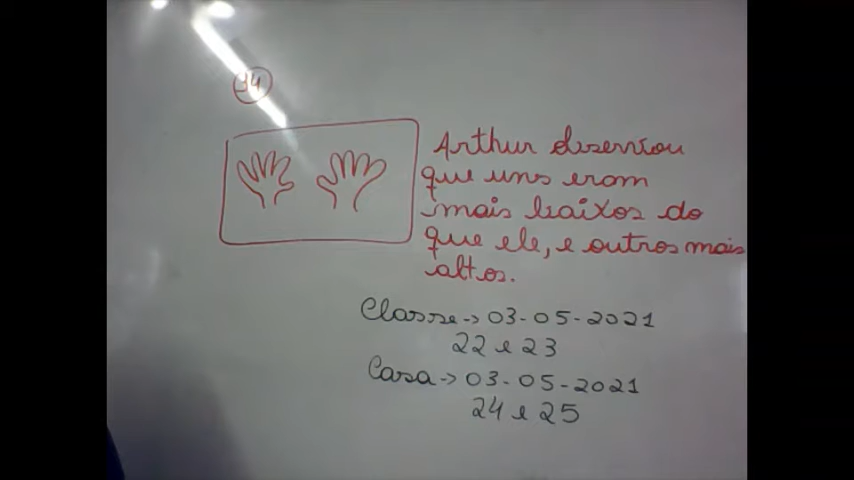 14
Arthur observou
que uns eram
mais baixos do
que ele, e outros mais
altos.
Classe → 03-05-2021
22 e 23
Casa → 03-05-2021
24 e 25